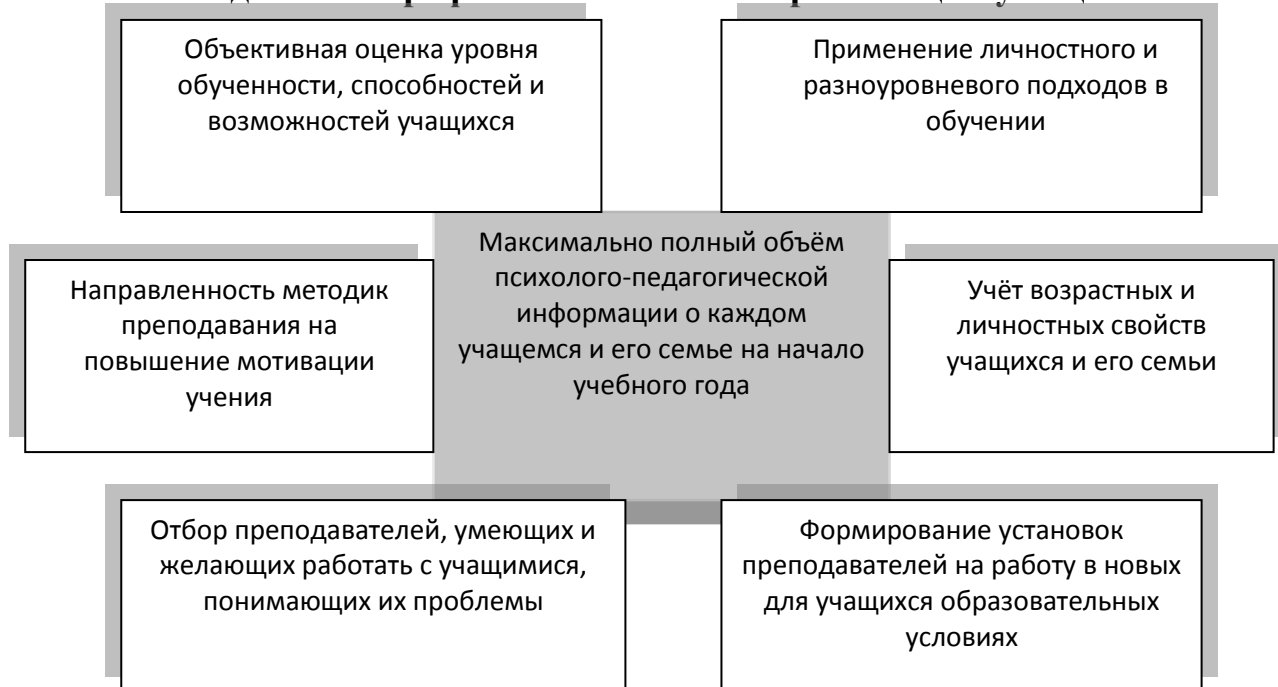 Объективная оценка уровня
обученности, способностей и
возможностей учащихся
Применение личностного и
разноуровневого подходов в
обучении
Направленность методик
преподавания на
повышение мотивации
учения
Максимально полный объём
психолого-педагогической
информации о каждом
учащемся и его семье на начало
учебного года
Учёт возрастных и
личностных свойств
учащихся и его семьи
Отбор преподавателей, умеющих и
желающих работать с учащимися,
понимающих их проблемы
Формирование установок
преподавателей на работу в новых
для учащихся образовательных
условиях